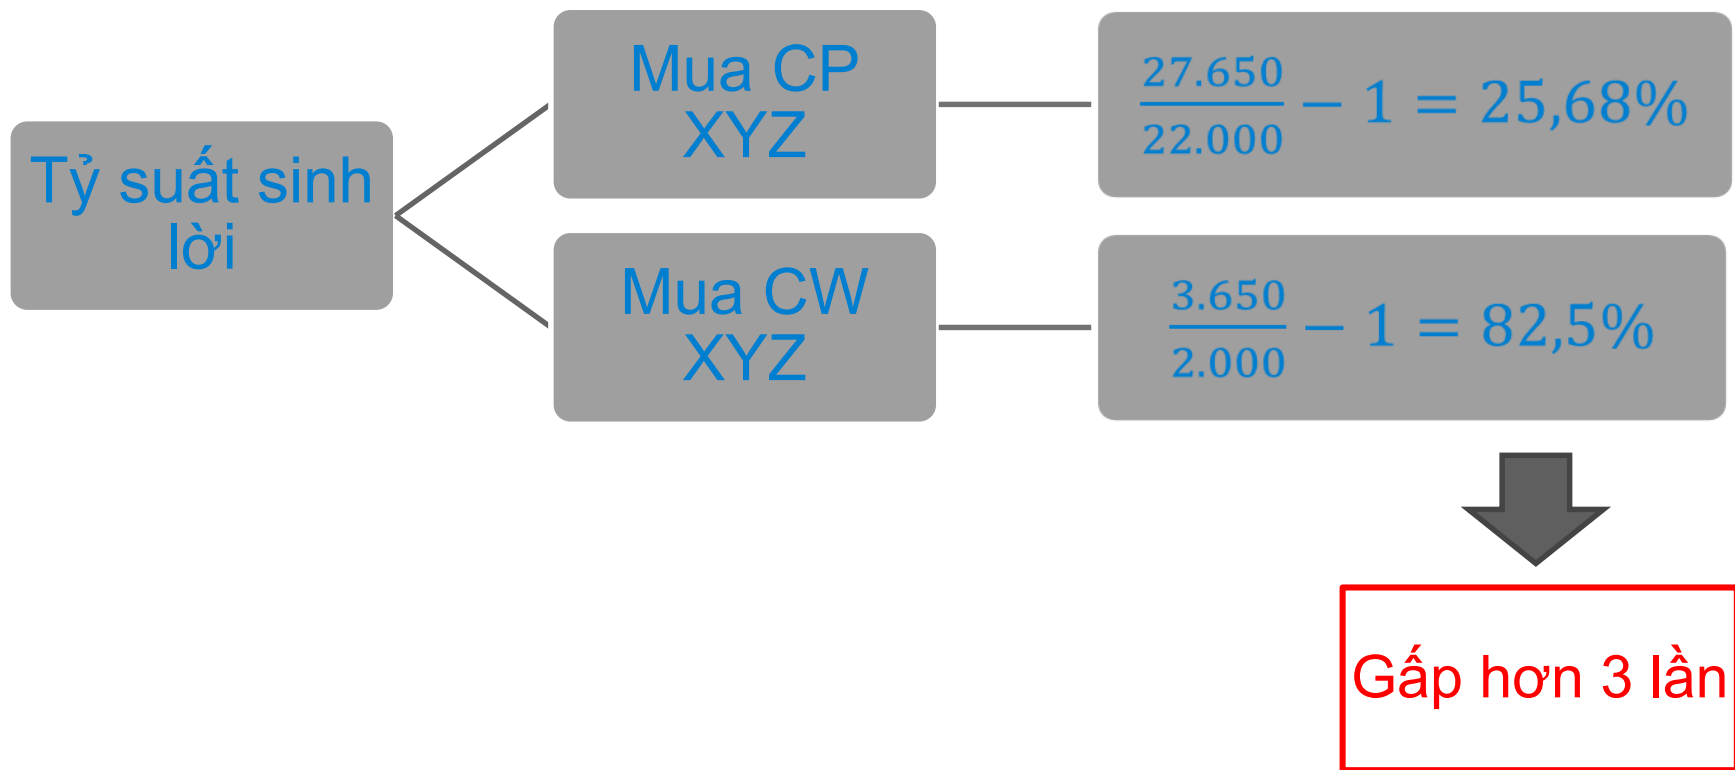 Tỷ suất sinh
lời
Mua CP
XYZ
27.650
22.000
− 1 = 25,68%
Mua CW
XYZ
3.650
2.000
− 1 = 82,5%
Gấp hơn 3 lần